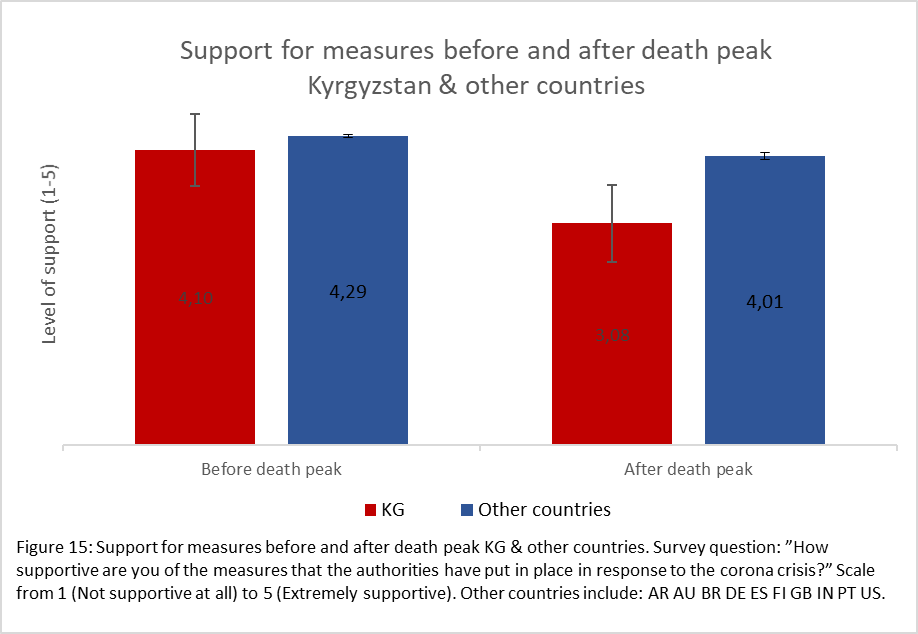 Support for measures before and after death peak
Kyrgyzstan & other countries
Level of support (1-5)
4,10
4,29
3,08
4,01
Before death peak
After death peak
KG
Other countries
Figure 15: Support for measures before and after death peak KG & other countries. Survey question: ”How
supportive are you of the measures that the authorities have put in place in response to the corona crisis?” Scale
from 1 (Not supportive at all) to 5 (Extremely supportive). Other countries include: AR AU BR DE ES FI GB IN PT US.